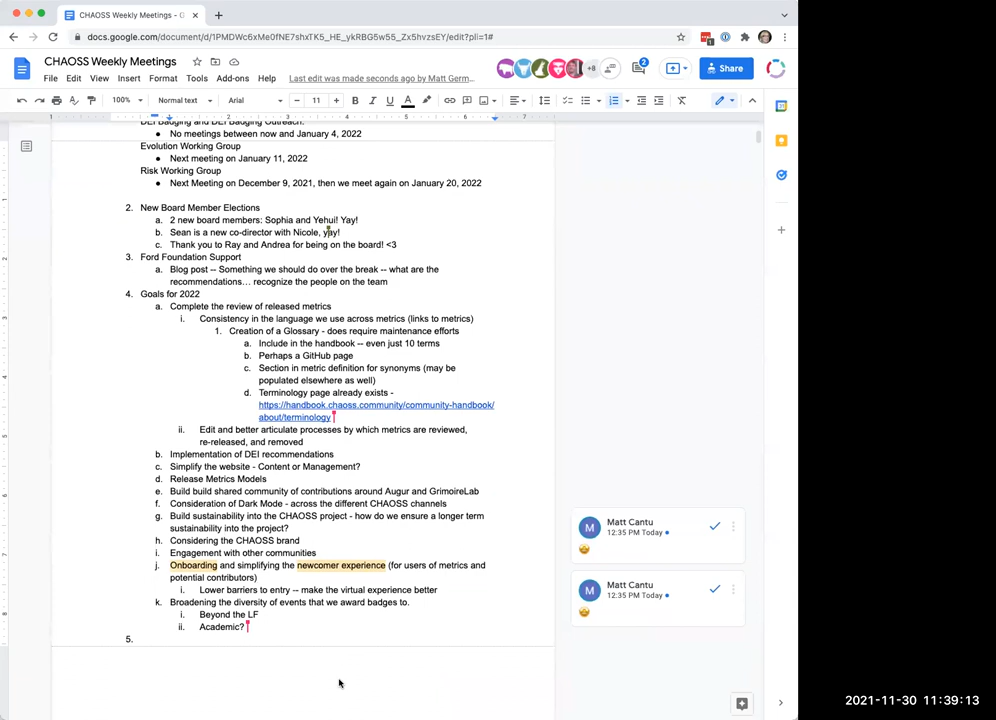 CHAOSS Weekly Meetings - G
docs.google.com/document/d/1PMDWc6xMe0fNE7shxTK5_HE_ykRBG5w55_Zx5hvzsEY/edit?pli=1#
CHAOSS Weekly Meetings
File Edit View Insert Format Tools Add-ons Help Last edit was made seconds ago by Matt Germ...
+8
2
Share
100% Normal text Arial 11
1 1 2 3 4 5 6 7
DEI Badging and DEI Badging Outreach:
● No meetings between now and January 4, 2022
Evolution Working Group
● Next meeting on January 11, 2022
Risk Working Group
● Next Meeting on December 9, 2021, then we meet again on January 20, 2022
2. New Board Member Elections
a. 2 new board members: Sophia and Yehui! Yay!
b. Sean is a new co-director with Nicole, yay!
c. Thank you to Ray and Andrea for being on the board! <3
3. Ford Foundation Support
a. Blog post -- Something we should do over the break -- what are the
recommendations… recognize the people on the team
4. Goals for 2022
a. Complete the review of released metrics
i. Consistency in the language we use across metrics (links to metrics)
1. Creation of a Glossary - does require maintenance efforts
a. Include in the handbook -- even just 10 terms
b. Perhaps a GitHub page
c. Section in metric definition for synonyms (may be
populated elsewhere as well)
d. Terminology page already exists -
https://handbook.chaoss.community/community-handbook/
about/terminology
ii. Edit and better articulate processes by which metrics are reviewed,
re-released, and removed
b. Implementation of DEI recommendations
c. Simplify the website - Content or Management?
d. Release Metrics Models
e. Build build shared community of contributions around Augur and GrimoireLab
f. Consideration of Dark Mode - across the different CHAOSS channels
g. Build sustainability into the CHAOSS project - how do we ensure a longer term
sustainability into the project?
h. Considering the CHAOSS brand
i. Engagement with other communities
j. Onboarding and simplifying the newcomer experience (for users of metrics and
potential contributors)
i. Lower barriers to entry -- make the virtual experience better
k. Broadening the diversity of events that we award badges to.
i. Beyond the LF
ii. Academic?
5.
M Matt Cantu
12:35 PM Today
🤩
M Matt Cantu
12:35 PM Today
🤩
2021-11-30 11:39:13